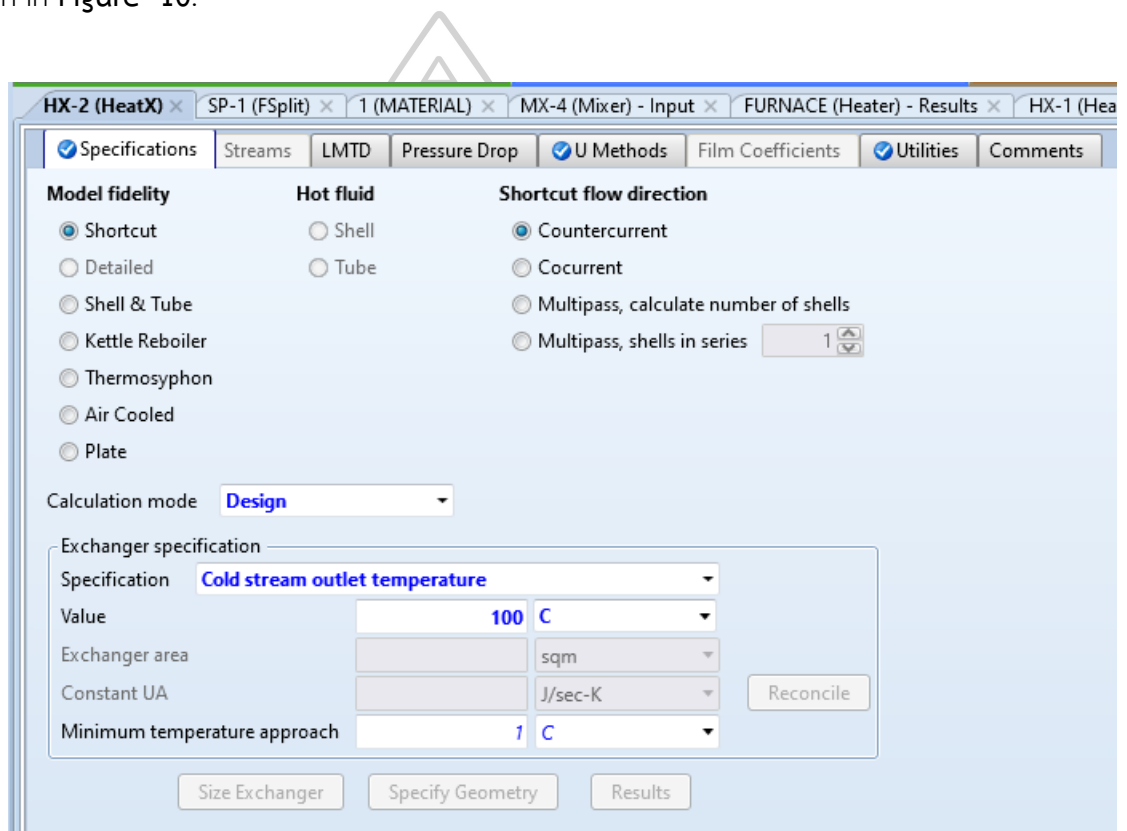 n in Figure 10.
HX-2 (HeatX) SP-1 (FSplit) 1 (MATERIAL) MX-4 (Mixer) - Input FURNACE (Heater) - Results HX-1 (Hea
Specifications Streams LMTD Pressure Drop U Methods Film Coefficients Utilities Comments
Model fidelity Hot fluid Shortcut flow direction
Shortcut Shell Countercurrent
Detailed Tube Cocurrent
Shell & Tube Multipass, calculate number of shells
Kettle Reboiler Multipass, shells in series 1
Thermosyphon
Air Cooled
Plate
Calculation mode Design
Exchanger specification
Specification Cold stream outlet temperature
Value 100 C
Exchanger area sqm
Constant UA J/sec-K Reconcile
Minimum temperature approach 1 C
Size Exchanger Specify Geometry Results